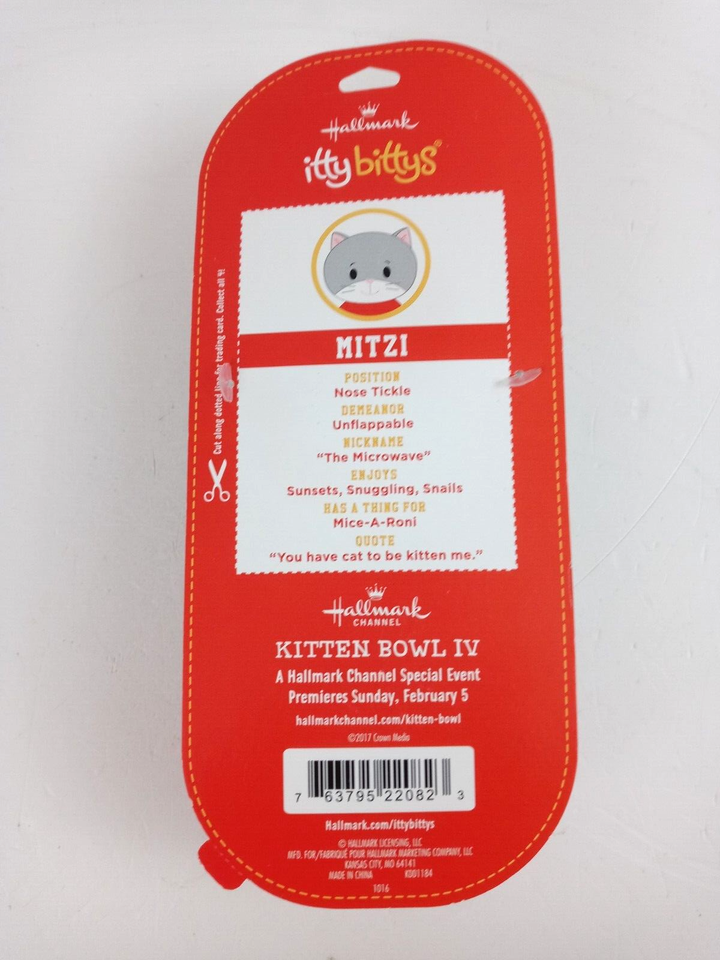 Hallmark
ittybittys®
Cut along dotted line for trading card. Collect all 4!
MITZI
POSITION
Nose Tickle
DEMEANOR
Unflappable
NICKNAME
“The Microwave”
ENJOYS
Sunsets, Snuggling, Snails
HAS A THING FOR
Mice-A-Roni
QUOTE
“You have cat to be kitten me.”
Hallmark
CHANNEL
KITTEN BOWL IV
A Hallmark Channel Special Event
Premieres Sunday, February 5
hallmarkchannel.com/kitten-bowl
©2017 Crown Media
7 63795 22082 3
Hallmark.com/ittybittys
© HALLMARK LICENSING, LLC
MFD. FOR/FABRIQUÉ POUR HALLMARK MARKETING COMPANY, LLC
KANSAS CITY, MO 64141
MADE IN CHINA KDD1184
1016